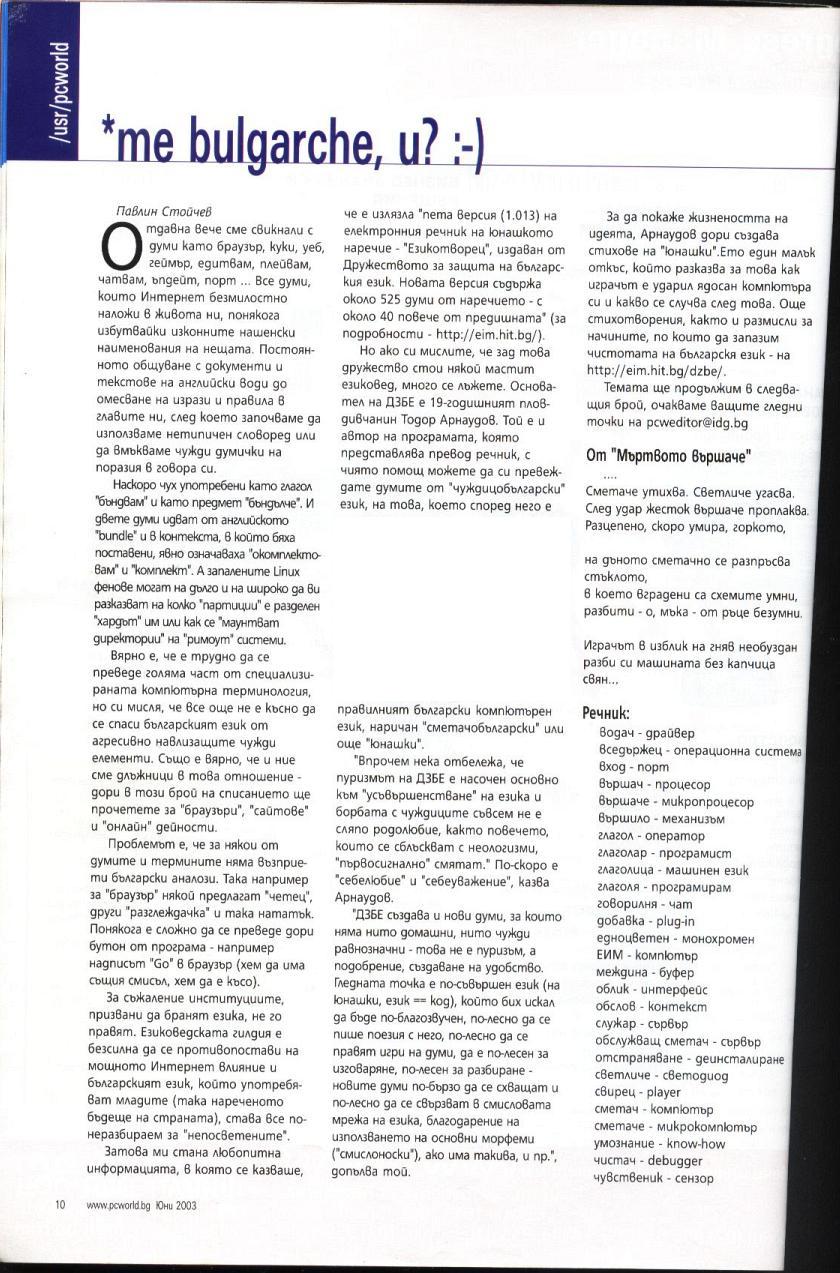 /usr/pcworld
*me bulgarche, u? :-)
Павлин Стойчев
Отдавна вече сме свикнали с
думи като браузър, куки, уеб,
геймър, едитвам, плейвам,
чатвам, ъпдейт, порт ... Все думи,
които Интернет безмилостно
наложи в живота ни, понякога
избутвайки изконните нашенски
наименования на нещата. Постоян-
ното общуване с документи и
текстове на английски води до
омесване на изрази и правила в
главите ни, след което започваме да
използваме нетипичен словоред или
да вмъкваме чужди думички на
поразия в говора си.
Наскоро чух употребени като глагол
"бъндвам" и като предмет "бъндълче". И
двете думи идват от английското
"bundle" и в контекста, в който бяха
поставени, явно означаваха "окомплекто-
вам" и "комплект". А запалените Linux
фенове могат на дълго и на широко да ви
разказват на колко "партиции" е разделен
"хардът" им или как се "маунтват
директории" на "римоут" системи.
Вярно е, че е трудно да се
преведе голяма част от специализи-
раната компютърна терминология,
но си мисля, че все още не е късно да
се спаси българският език от
агресивно навлизащите чужди
елементи. Също е вярно, че и ние
сме длъжници в това отношение -
дори в този брой на списанието ще
прочетете за "браузъри", "сайтове"
и "онлайн" дейности.
Проблемът е, че за някои от
думите и термините няма възприе-
ти български аналози. Така например
за "браузър" някой предлагат "четец",
други "разглеждачка" и така нататък.
Понякога е сложно да се преведе дори
бутон от програма - например
надписът "Go" в браузър (хем да има
същия смисъл, хем да е късо).
За съжаление институциите,
призвани да бранят езика, не го
правят. Езиковедската гилдия е
безсилна да се противопостави на
мощното Интернет влияние и
българският език, който употребя-
ват младите (така нареченото
бъдеще на страната), става все по-
неразбираем за "непосветените".
Затова ми стана любопитна
информацията, в която се казваше,
че е излязла "пета версия (1.013) на
електронния речник на юнашкото
наречие - "Езикотворец", издаван от
Дружеството за защита на българс-
кия език. Новата версия съдържа
около 525 думи от наречието - с
около 40 повече от предишната" (за
подробности - http://eim.hit.bg/).
Но ако си мислите, че зад това
дружество стои някой мастит
езиковед, много се лъжете. Основа-
тел на ДЗБЕ е 19-годишният плов-
дивчанин Тодор Арнаудов. Той е и
автор на програмата, която
представлява превод речник, с
чиято помощ можете да си превеж-
дате думите от "чуждицобългарски"
език, на това, което според него е
правилният български компютърен
език, наричан "сметачобългарски" или
още "юнашки".
"Впрочем нека отбележа, че
пуризмът на ДЗБЕ е насочен основно
към "усъвършенстване" на езика и
борбата с чуждиците съвсем не е
сляпо родолюбие, както повечето,
които се сблъскват с неологизми,
"първосигнално" смятат." По-скоро е
"себелюбие" и "себеуважение", казва
Арнаудов.
"ДЗБЕ създава и нови думи, за които
няма нито домашни, нито чужди
равнозначни - това не е пуризъм, а
подобрение, създаване на удобство.
Гледната точка е по-съвършен език (на
юнашки, език == код), който бих искал
да бъде по-благозвучен, по-лесно да се
пише поезия с него, по-лесно да се
правят игри на думи, да е по-лесен за
изговаряне, по-лесен за разбиране -
новите думи по-бързо да се схващат и
по-лесно да се свързват в смисловата
мрежа на езика, благодарение на
използването на основни морфеми
("смислоноски"), ако има такива, и пр.",
допълва той.
За да покаже жизнеността на
идеята, Арнаудов дори създава
стихове на "юнашки".Ето един малък
откъс, който разказва за това как
играчът е ударил ядосан компютъра
си и какво се случва след това. Още
стихотворения, както и размисли за
начините, по които да запазим
чистотата на българскя език - на
http://eim.hit.bg/dzbe/.
Темата ще продължим в следва-
щия брой, очакваме ващите гледни
точки на pcweditor@idg.bg
От "Мъртвото вършаче"
....
Сметаче утихва. Светличе угасва.
След удар жесток вършаче проплаква.
Разцепено, скоро умира, горкото,
на дъното сметачно се разпръсва
стъклото,
в което вградени са схемите умни,
разбити - о, мъка - от ръце безумни.
Играчът в изблик на гняв необуздан
разби си машината без капчица
свян...
Речник:
водач - драйвер
вседържец - операционна система
вход - порт
вършач - процесор
вършаче - микропроцесор
вършило - механизъм
глагол - оператор
глаголар - програмист
глаголица - машинен език
глаголя - програмирам
говорилня - чат
добавка - plug-in
едноцветен - монохромен
ЕИМ - компютър
междина - буфер
облик - интерфейс
обслов - контекст
служар - сървър
обслужващ сметач - сървър
отстраняване - деинсталиране
светличе - светодиод
свирец - player
сметач - компютър
сметаче - микрокомпютър
умознание - know-how
чистач - debugger
чувственик - сензор
10 www.pcworld.bg Юни 2003